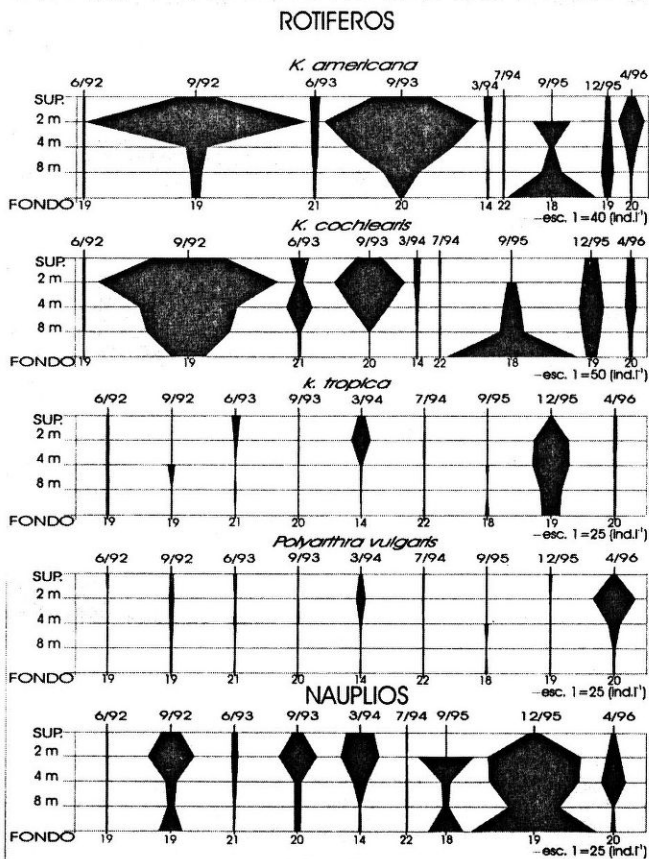 ROTIFEROS
K. americana
6/92 9/92 6/93 9/93 3/94 7/94 9/95 12/95 4/96
SUP.
2 m
4 m
8 m
FONDO 19 19 21 20 14 22 18 19 20
esc. 1=40 (ind.l⁻¹)
K. cochlearis
6/92 9/92 6/93 9/93 3/94 7/94 9/95 12/95 4/96
SUP.
2 m
4 m
8 m
FONDO 19 19 21 20 14 22 18 19 20
esc. 1=50 (ind.l⁻¹)
k. tropica
6/92 9/92 6/93 9/93 3/94 7/94 9/95 12/95 4/96
SUP.
2 m
4 m
8 m
FONDO 19 19 21 20 14 22 18 19 20
esc. 1=25 (ind.l⁻¹)
Polyarthra vulgaris
6/92 9/92 6/93 9/93 3/94 7/94 9/95 12/95 4/96
SUP.
2 m
4 m
8 m
FONDO 19 19 21 20 14 22 18 19 20
esc. 1=25 (ind.l⁻¹)
NAUPLIOS
6/92 9/92 6/93 9/93 3/94 7/94 9/95 12/95 4/96
SUP.
2 m
4 m
8 m
FONDO 19 19 21 20 14 22 18 19 20
esc. 1=25 (ind.l⁻¹)